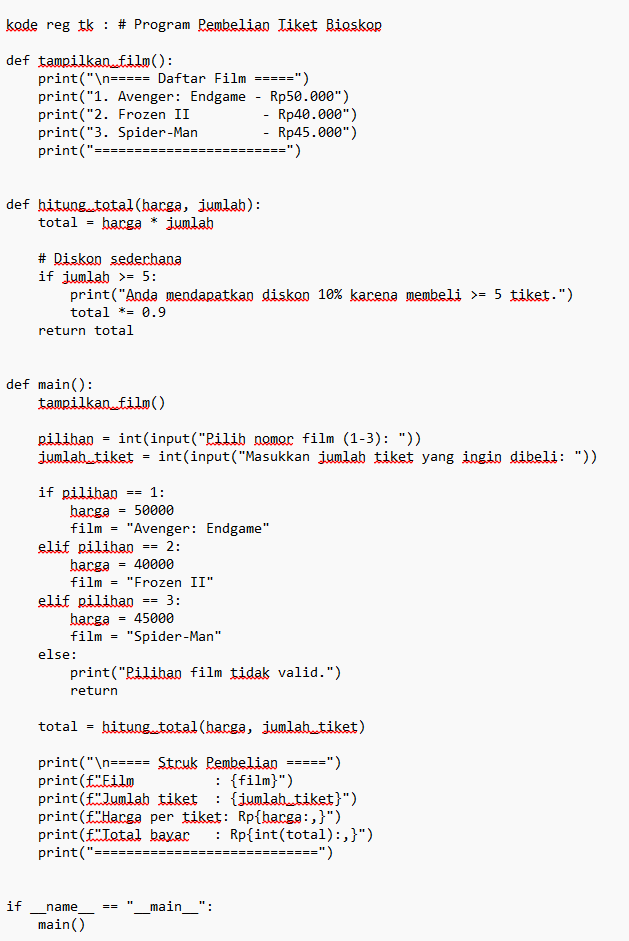 kode reg tk : # Program Pembelian Tiket Bioskop
def tampilkan_film():
    print("\n===== Daftar Film =====")
    print("1. Avenger: Endgame - Rp50.000")
    print("2. Frozen II         - Rp40.000")
    print("3. Spider-Man        - Rp45.000")
    print("========================")
def hitung_total(harga, jumlah):
    total = harga * jumlah
    # Diskon sederhana
    if jumlah >= 5:
        print("Anda mendapatkan diskon 10% karena membeli >= 5 tiket.")
        total *= 0.9
    return total
def main():
    tampilkan_film()
    pilihan = int(input("Pilih nomor film (1-3): "))
    jumlah_tiket = int(input("Masukkan jumlah tiket yang ingin dibeli: "))
    if pilihan == 1:
        harga = 50000
        film = "Avenger: Endgame"
    elif pilihan == 2:
        harga = 40000
        film = "Frozen II"
    elif pilihan == 3:
        harga = 45000
        film = "Spider-Man"
    else:
        print("Pilihan film tidak valid.")
        return
    total = hitung_total(harga, jumlah_tiket)
    print("\n===== Struk Pembelian =====")
    print(f"Film          : {film}")
    print(f"Jumlah tiket  : {jumlah_tiket}")
    print(f"Harga per tiket: Rp{harga:,}")
    print(f"Total bayar   : Rp{int(total):,}")
    print("============================")
if __name__ == "__main__":
    main()